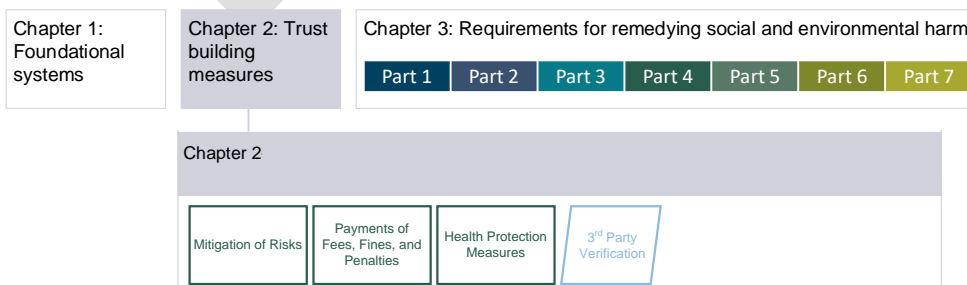 Chapter 1:
Foundational
systems
Chapter 2: Trust
building
measures
Chapter 3: Requirements for remedying social and environmental harm
Part 1
Part 2
Part 3
Part 4
Part 5
Part 6
Part 7
Chapter 2
Mitigation of Risks
Payments of
Fees, Fines, and
Penalties
Health Protection
Measures
3rd Party
Verification